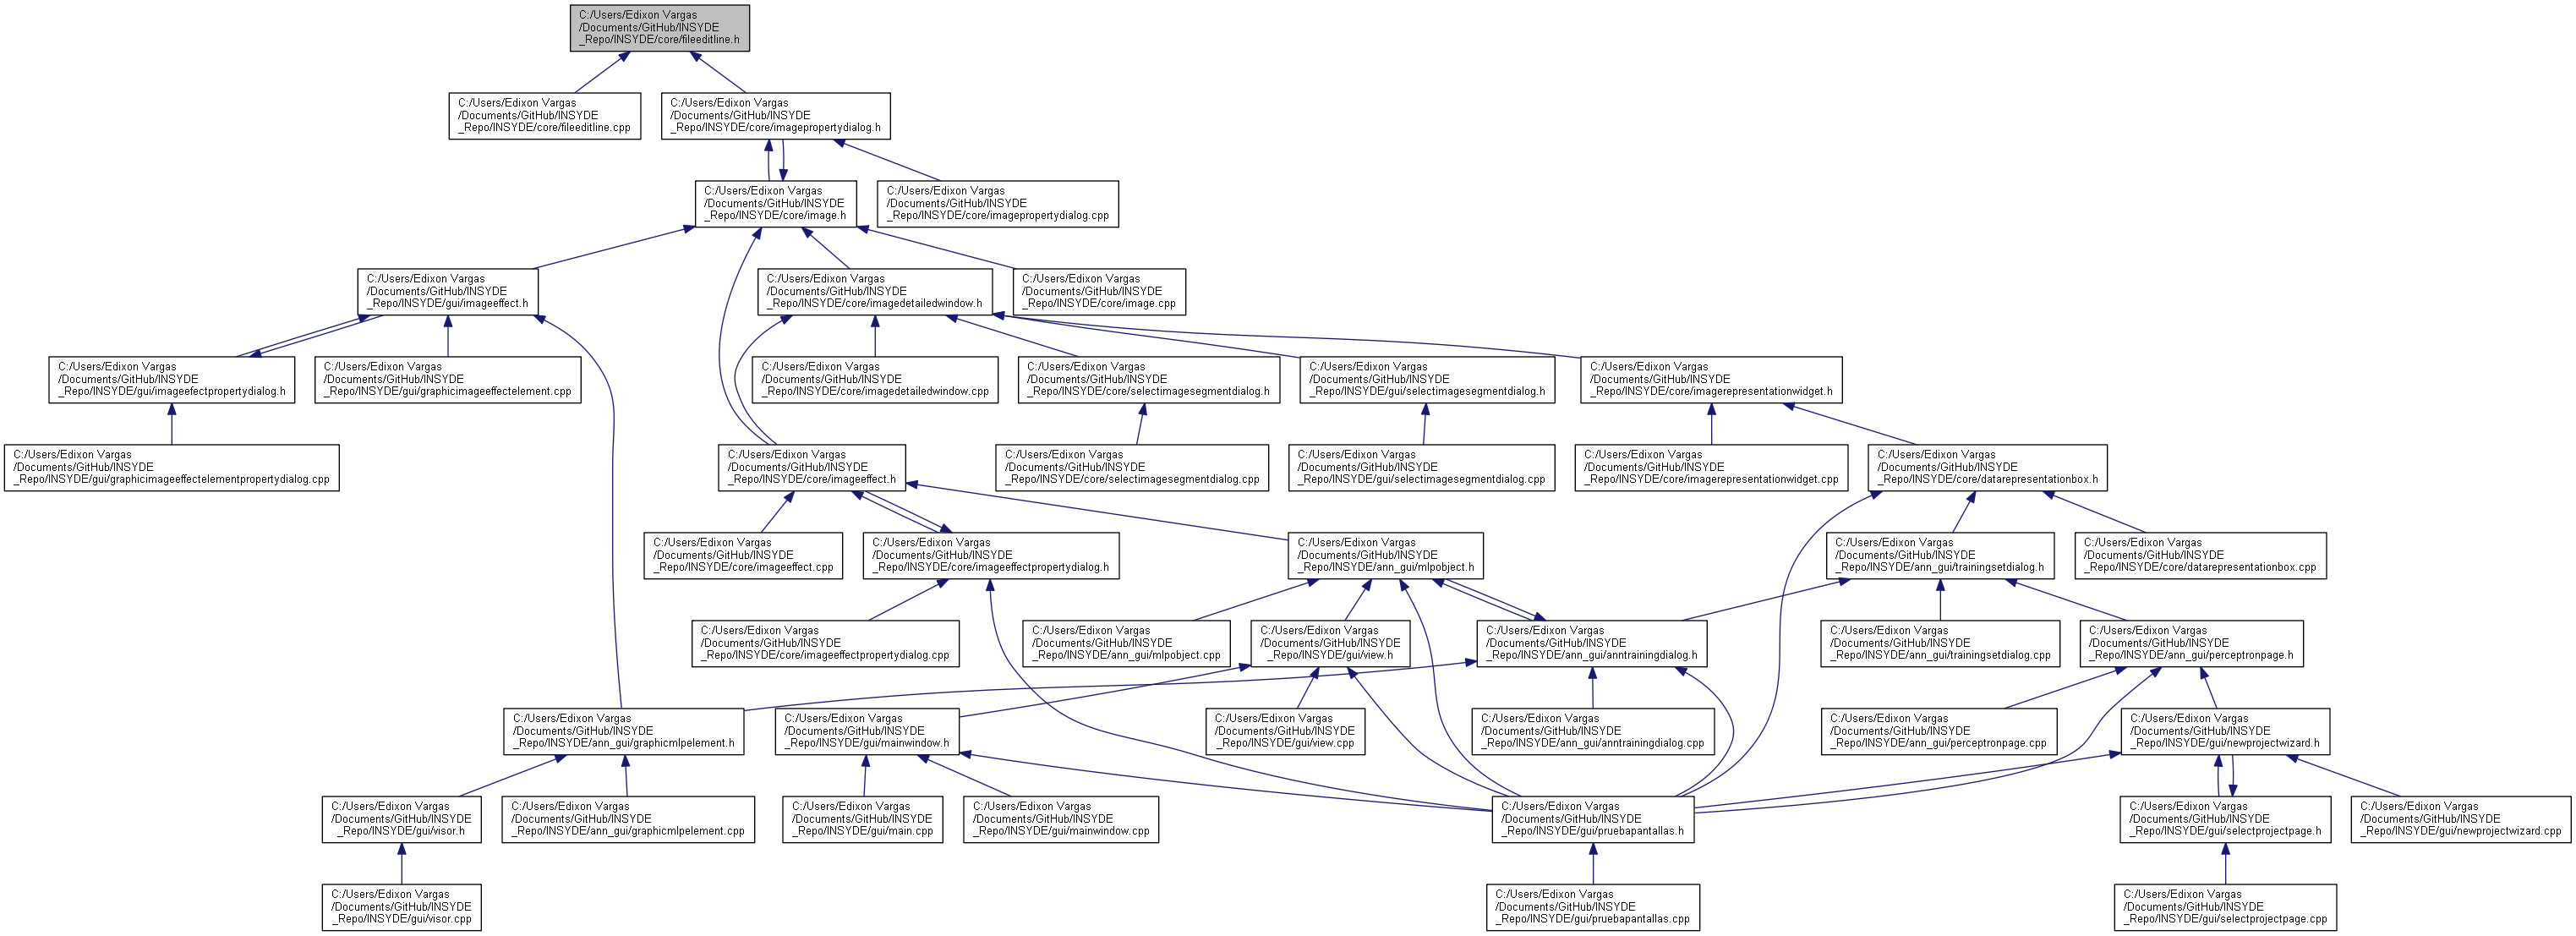 C:/Users/Edixon Vargas
/Documents/GitHub/INSYDE
_Repo/INSYDE/core/fileeditline.h
C:/Users/Edixon Vargas
/Documents/GitHub/INSYDE
_Repo/INSYDE/core/fileeditline.cpp
C:/Users/Edixon Vargas
/Documents/GitHub/INSYDE
_Repo/INSYDE/core/imagepropertydialog.h
C:/Users/Edixon Vargas
/Documents/GitHub/INSYDE
_Repo/INSYDE/core/image.h
C:/Users/Edixon Vargas
/Documents/GitHub/INSYDE
_Repo/INSYDE/core/imagepropertydialog.cpp
C:/Users/Edixon Vargas
/Documents/GitHub/INSYDE
_Repo/INSYDE/gui/imageeffect.h
C:/Users/Edixon Vargas
/Documents/GitHub/INSYDE
_Repo/INSYDE/core/imagedetailedwindow.h
C:/Users/Edixon Vargas
/Documents/GitHub/INSYDE
_Repo/INSYDE/core/image.cpp
C:/Users/Edixon Vargas
/Documents/GitHub/INSYDE
_Repo/INSYDE/gui/imageefectpropertydialog.h
C:/Users/Edixon Vargas
/Documents/GitHub/INSYDE
_Repo/INSYDE/gui/graphicimageeffectelement.cpp
C:/Users/Edixon Vargas
/Documents/GitHub/INSYDE
_Repo/INSYDE/core/imagedetailedwindow.cpp
C:/Users/Edixon Vargas
/Documents/GitHub/INSYDE
_Repo/INSYDE/core/selectimagesegmentdialog.h
C:/Users/Edixon Vargas
/Documents/GitHub/INSYDE
_Repo/INSYDE/gui/selectimagesegmentdialog.h
C:/Users/Edixon Vargas
/Documents/GitHub/INSYDE
_Repo/INSYDE/core/imagerepresentationwidget.h
C:/Users/Edixon Vargas
/Documents/GitHub/INSYDE
_Repo/INSYDE/gui/graphicimageeffectelementpropertydialog.cpp
C:/Users/Edixon Vargas
/Documents/GitHub/INSYDE
_Repo/INSYDE/core/imageeffect.h
C:/Users/Edixon Vargas
/Documents/GitHub/INSYDE
_Repo/INSYDE/core/selectimagesegmentdialog.cpp
C:/Users/Edixon Vargas
/Documents/GitHub/INSYDE
_Repo/INSYDE/gui/selectimagesegmentdialog.cpp
C:/Users/Edixon Vargas
/Documents/GitHub/INSYDE
_Repo/INSYDE/core/imagerepresentationwidget.cpp
C:/Users/Edixon Vargas
/Documents/GitHub/INSYDE
_Repo/INSYDE/core/datarepresentationbox.h
C:/Users/Edixon Vargas
/Documents/GitHub/INSYDE
_Repo/INSYDE/core/imageeffect.cpp
C:/Users/Edixon Vargas
/Documents/GitHub/INSYDE
_Repo/INSYDE/core/imageeffectpropertydialog.h
C:/Users/Edixon Vargas
/Documents/GitHub/INSYDE
_Repo/INSYDE/ann_gui/mlpobject.h
C:/Users/Edixon Vargas
/Documents/GitHub/INSYDE
_Repo/INSYDE/ann_gui/trainingsetdialog.h
C:/Users/Edixon Vargas
/Documents/GitHub/INSYDE
_Repo/INSYDE/core/datarepresentationbox.cpp
C:/Users/Edixon Vargas
/Documents/GitHub/INSYDE
_Repo/INSYDE/core/imageeffectpropertydialog.cpp
C:/Users/Edixon Vargas
/Documents/GitHub/INSYDE
_Repo/INSYDE/ann_gui/mlpobject.cpp
C:/Users/Edixon Vargas
/Documents/GitHub/INSYDE
_Repo/INSYDE/gui/view.h
C:/Users/Edixon Vargas
/Documents/GitHub/INSYDE
_Repo/INSYDE/ann_gui/anntrainingdialog.h
C:/Users/Edixon Vargas
/Documents/GitHub/INSYDE
_Repo/INSYDE/ann_gui/trainingsetdialog.cpp
C:/Users/Edixon Vargas
/Documents/GitHub/INSYDE
_Repo/INSYDE/ann_gui/perceptronpage.h
C:/Users/Edixon Vargas
/Documents/GitHub/INSYDE
_Repo/INSYDE/ann_gui/graphicmlpelement.h
C:/Users/Edixon Vargas
/Documents/GitHub/INSYDE
_Repo/INSYDE/gui/mainwindow.h
C:/Users/Edixon Vargas
/Documents/GitHub/INSYDE
_Repo/INSYDE/gui/view.cpp
C:/Users/Edixon Vargas
/Documents/GitHub/INSYDE
_Repo/INSYDE/ann_gui/anntrainingdialog.cpp
C:/Users/Edixon Vargas
/Documents/GitHub/INSYDE
_Repo/INSYDE/ann_gui/perceptronpage.cpp
C:/Users/Edixon Vargas
/Documents/GitHub/INSYDE
_Repo/INSYDE/gui/newprojectwizard.h
C:/Users/Edixon Vargas
/Documents/GitHub/INSYDE
_Repo/INSYDE/gui/visor.h
C:/Users/Edixon Vargas
/Documents/GitHub/INSYDE
_Repo/INSYDE/ann_gui/graphicmlpelement.cpp
C:/Users/Edixon Vargas
/Documents/GitHub/INSYDE
_Repo/INSYDE/gui/main.cpp
C:/Users/Edixon Vargas
/Documents/GitHub/INSYDE
_Repo/INSYDE/gui/mainwindow.cpp
C:/Users/Edixon Vargas
/Documents/GitHub/INSYDE
_Repo/INSYDE/gui/pruebapantallas.h
C:/Users/Edixon Vargas
/Documents/GitHub/INSYDE
_Repo/INSYDE/gui/selectprojectpage.h
C:/Users/Edixon Vargas
/Documents/GitHub/INSYDE
_Repo/INSYDE/gui/newprojectwizard.cpp
C:/Users/Edixon Vargas
/Documents/GitHub/INSYDE
_Repo/INSYDE/gui/visor.cpp
C:/Users/Edixon Vargas
/Documents/GitHub/INSYDE
_Repo/INSYDE/gui/pruebapantallas.cpp
C:/Users/Edixon Vargas
/Documents/GitHub/INSYDE
_Repo/INSYDE/gui/selectprojectpage.cpp